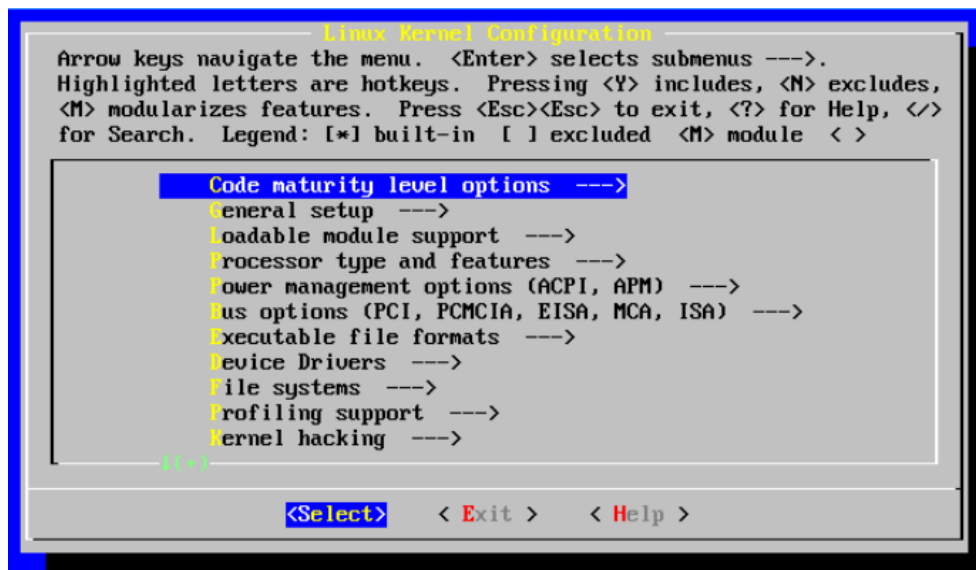 Linux Kernel Configuration
Arrow keys navigate the menu. <Enter> selects submenus --->.
Highlighted letters are hotkeys. Pressing <Y> includes, <N> excludes,
<M> modularizes features. Press <Esc><Esc> to exit, <?> for Help, </>
for Search. Legend: [*] built-in [ ] excluded <M> module < >
Code maturity level options --->
General setup --->
Loadable module support --->
Processor type and features --->
Power management options (ACPI, APM) --->
Bus options (PCI, PCMCIA, EISA, MCA, ISA) --->
Executable file formats --->
Device Drivers --->
File systems --->
Profiling support --->
Kernel hacking --->
↓(+)
<Select> < Exit > < Help >